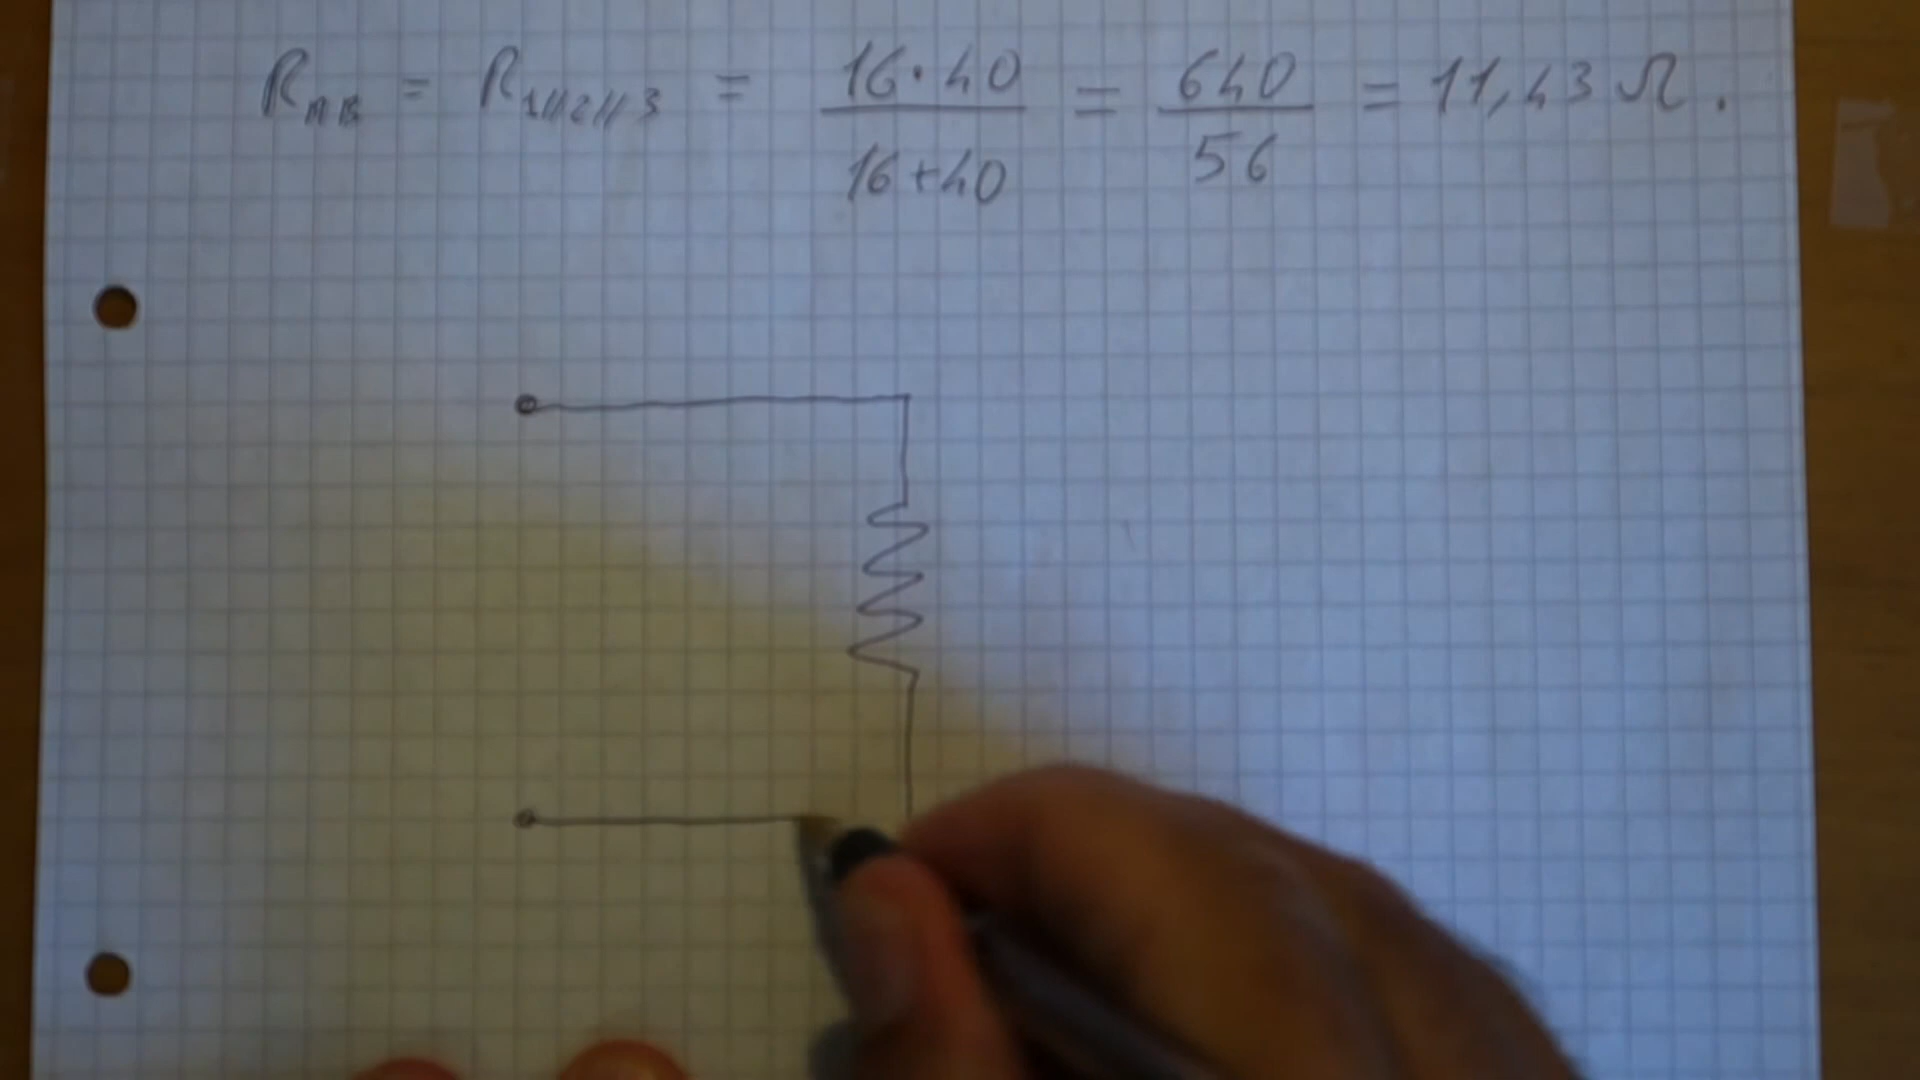 R_AB = R_1//2//3 = 16·40 / 16+40 = 640 / 56 = 11,43 Ω.